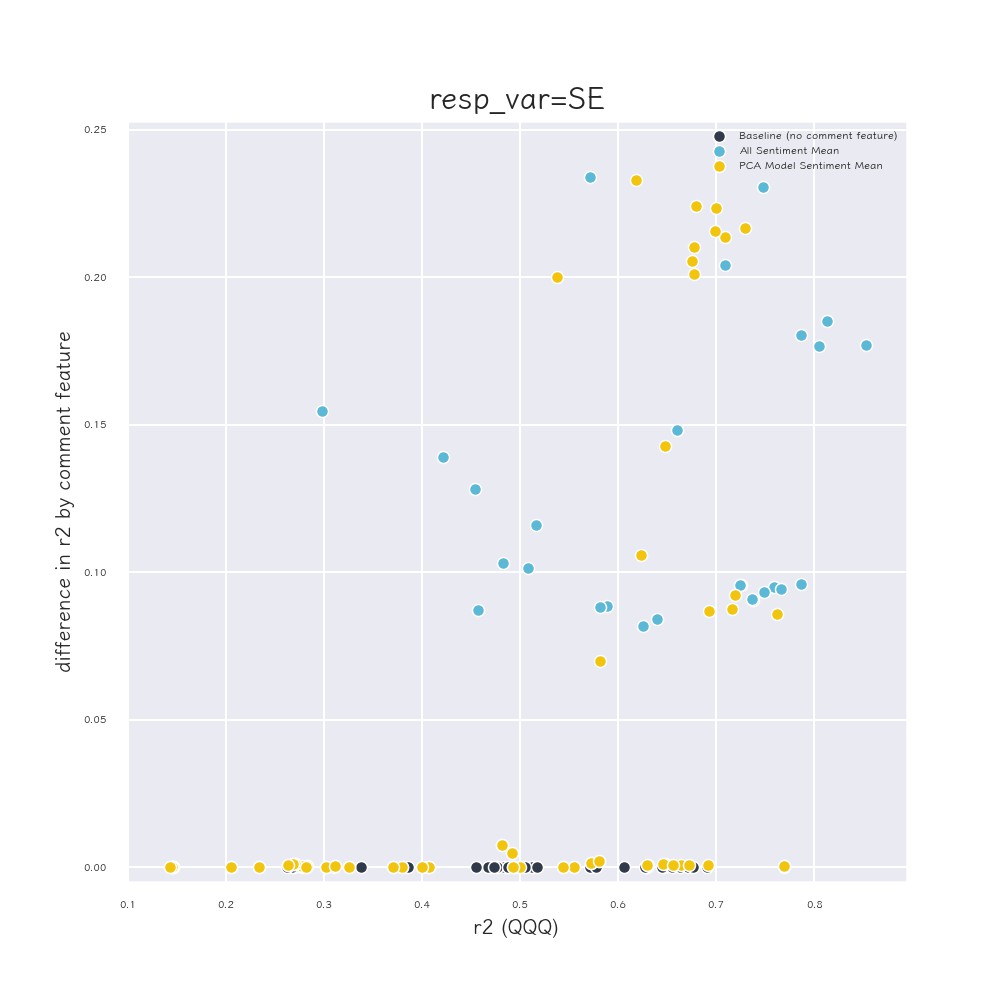 resp_var=SE
0.25
Baseline (no comment feature)
All Sentiment Mean
PCA Model Sentiment Mean
0.20
0.15
0.10
0.05
0.00
difference in r2 by comment feature
0.1 0.2 0.3 0.4 0.5 0.6 0.7 0.8
r2 (QQQ)